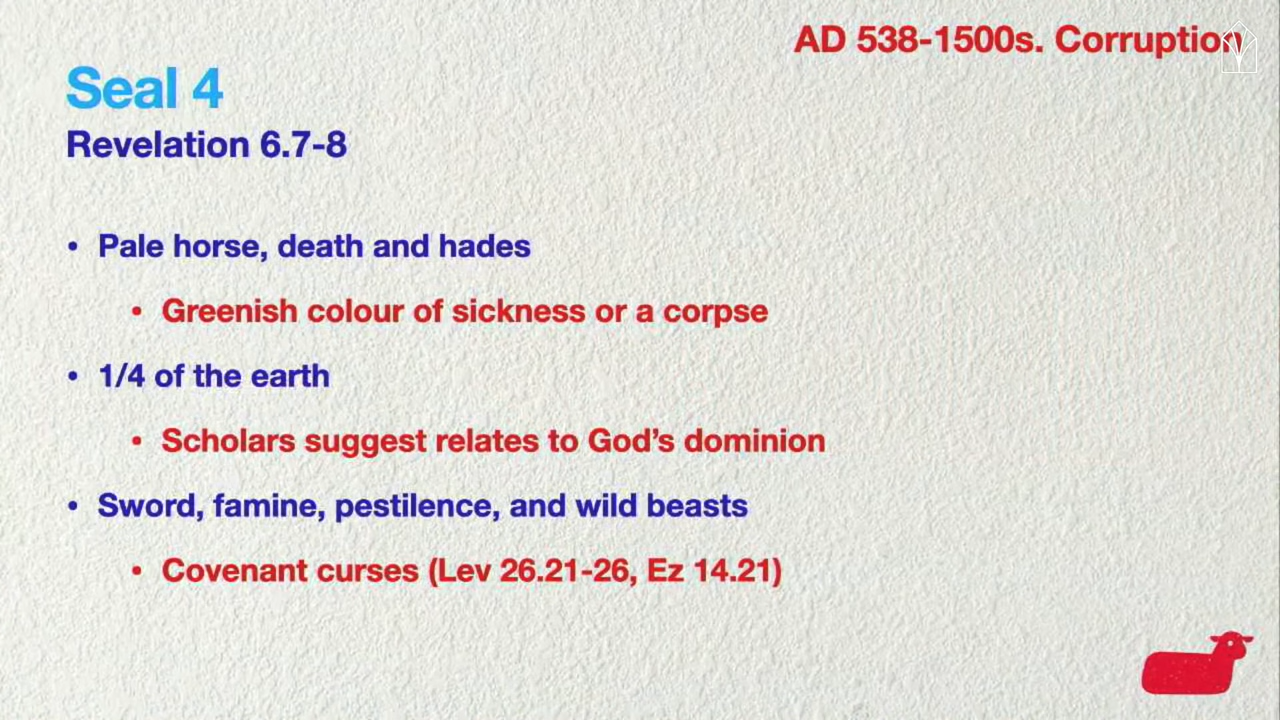 AD 538-1500s. Corruption
Seal 4
Revelation 6.7-8
• Pale horse, death and hades
• Greenish colour of sickness or a corpse
• 1/4 of the earth
• Scholars suggest relates to God’s dominion
• Sword, famine, pestilence, and wild beasts
• Covenant curses (Lev 26.21-26, Ez 14.21)